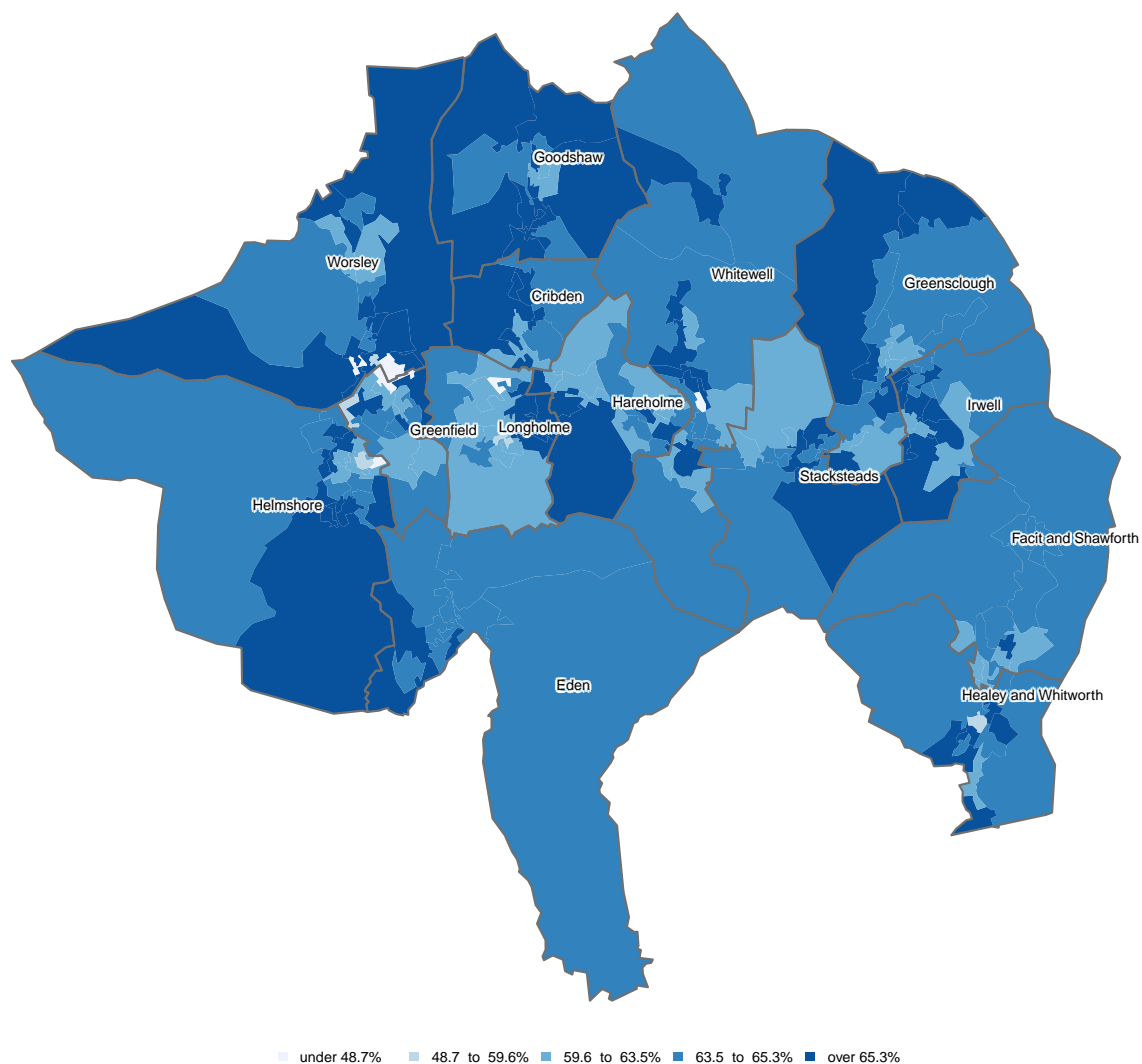 Goodshaw
Worsley
Whitewell
Greensclough
Cribden
Hareholme
Irwell
Greenfield
Longholme
Stacksteads
Helmshore
Facit and Shawforth
Eden
Healey and Whitworth
under 48.7% 48.7 to 59.6% 59.6 to 63.5% 63.5 to 65.3% over 65.3%